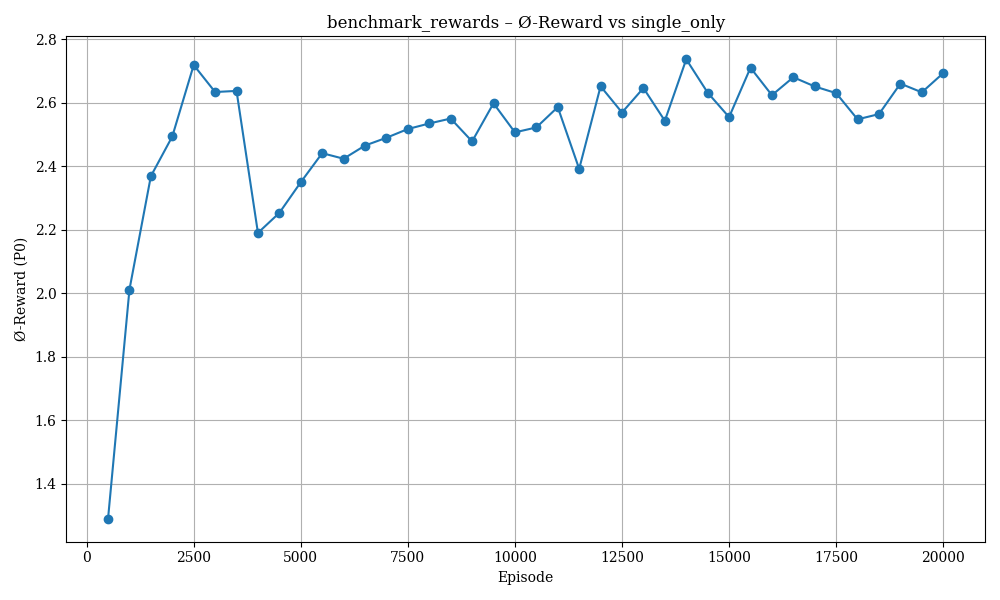 benchmark_rewards – Ø-Reward vs single_only
2.8
2.6
2.4
2.2
2.0
1.8
1.6
1.4
Ø-Reward (P0)
0 2500 5000 7500 10000 12500 15000 17500 20000
Episode